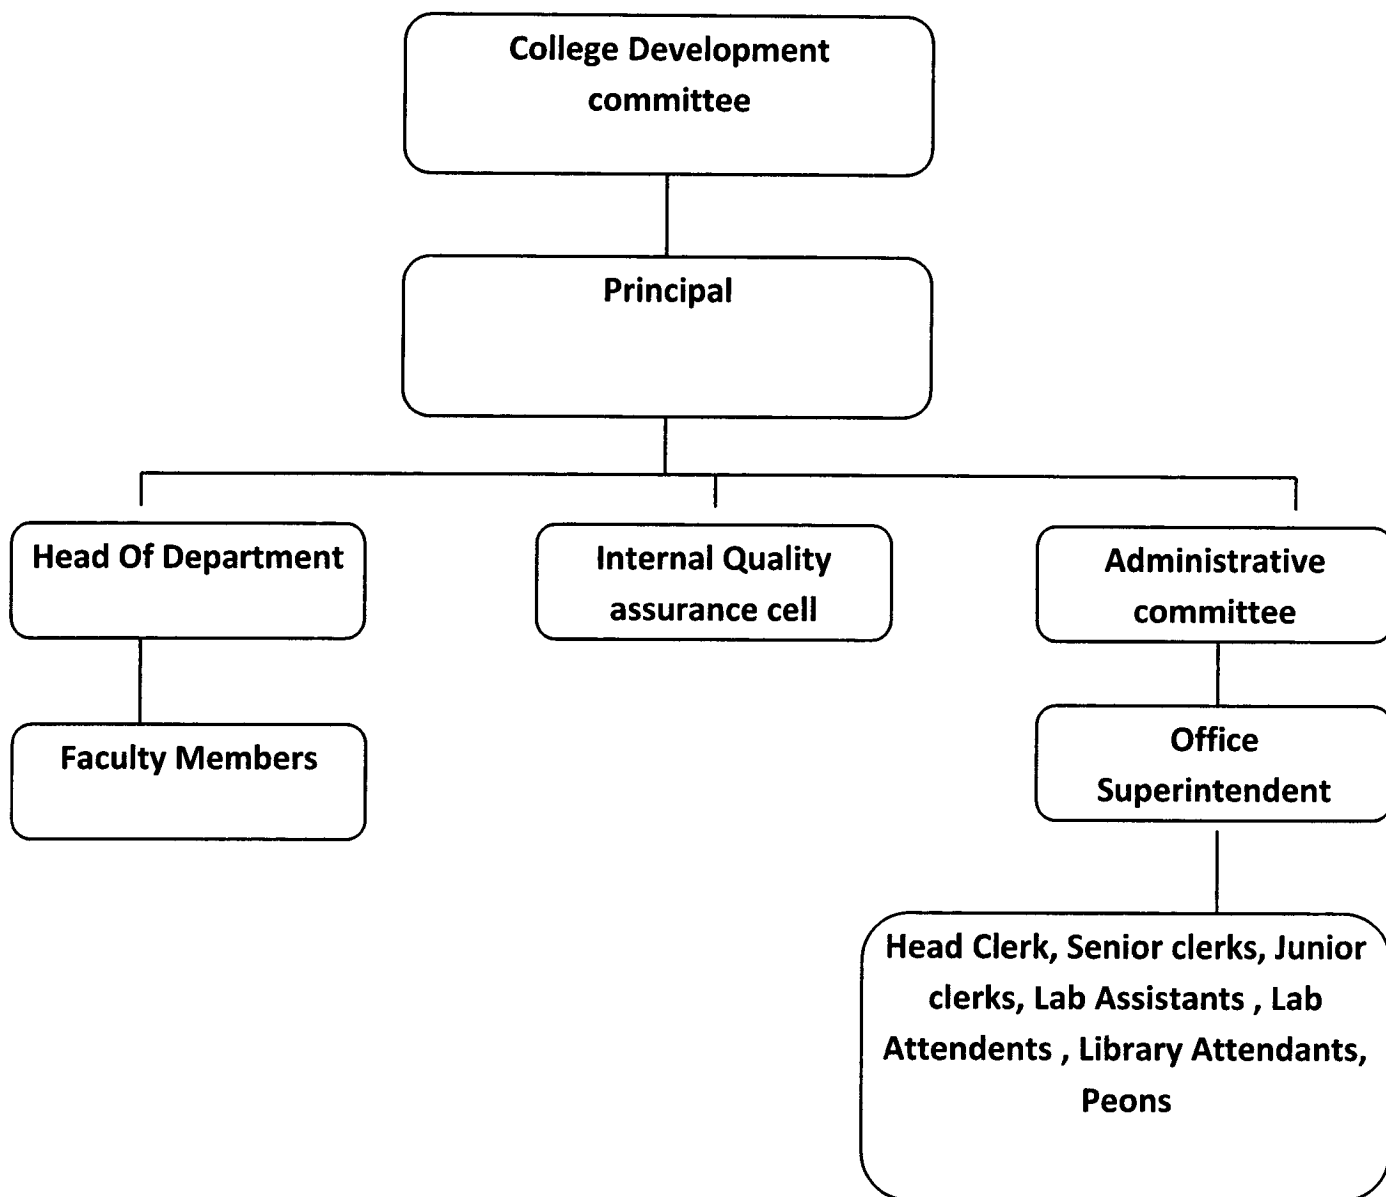 College Development
committee
Principal
Head Of Department
Internal Quality
assurance cell
Administrative
committee
Faculty Members
Office
Superintendent
Head Clerk, Senior clerks, Junior
clerks, Lab Assistants , Lab
Attendents , Library Attendants,
Peons